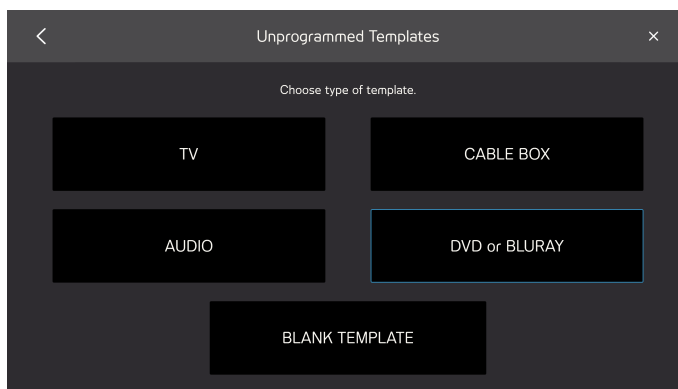 Unprogrammed Templates
Choose type of template.
TV
CABLE BOX
AUDIO
DVD or BLURAY
BLANK TEMPLATE